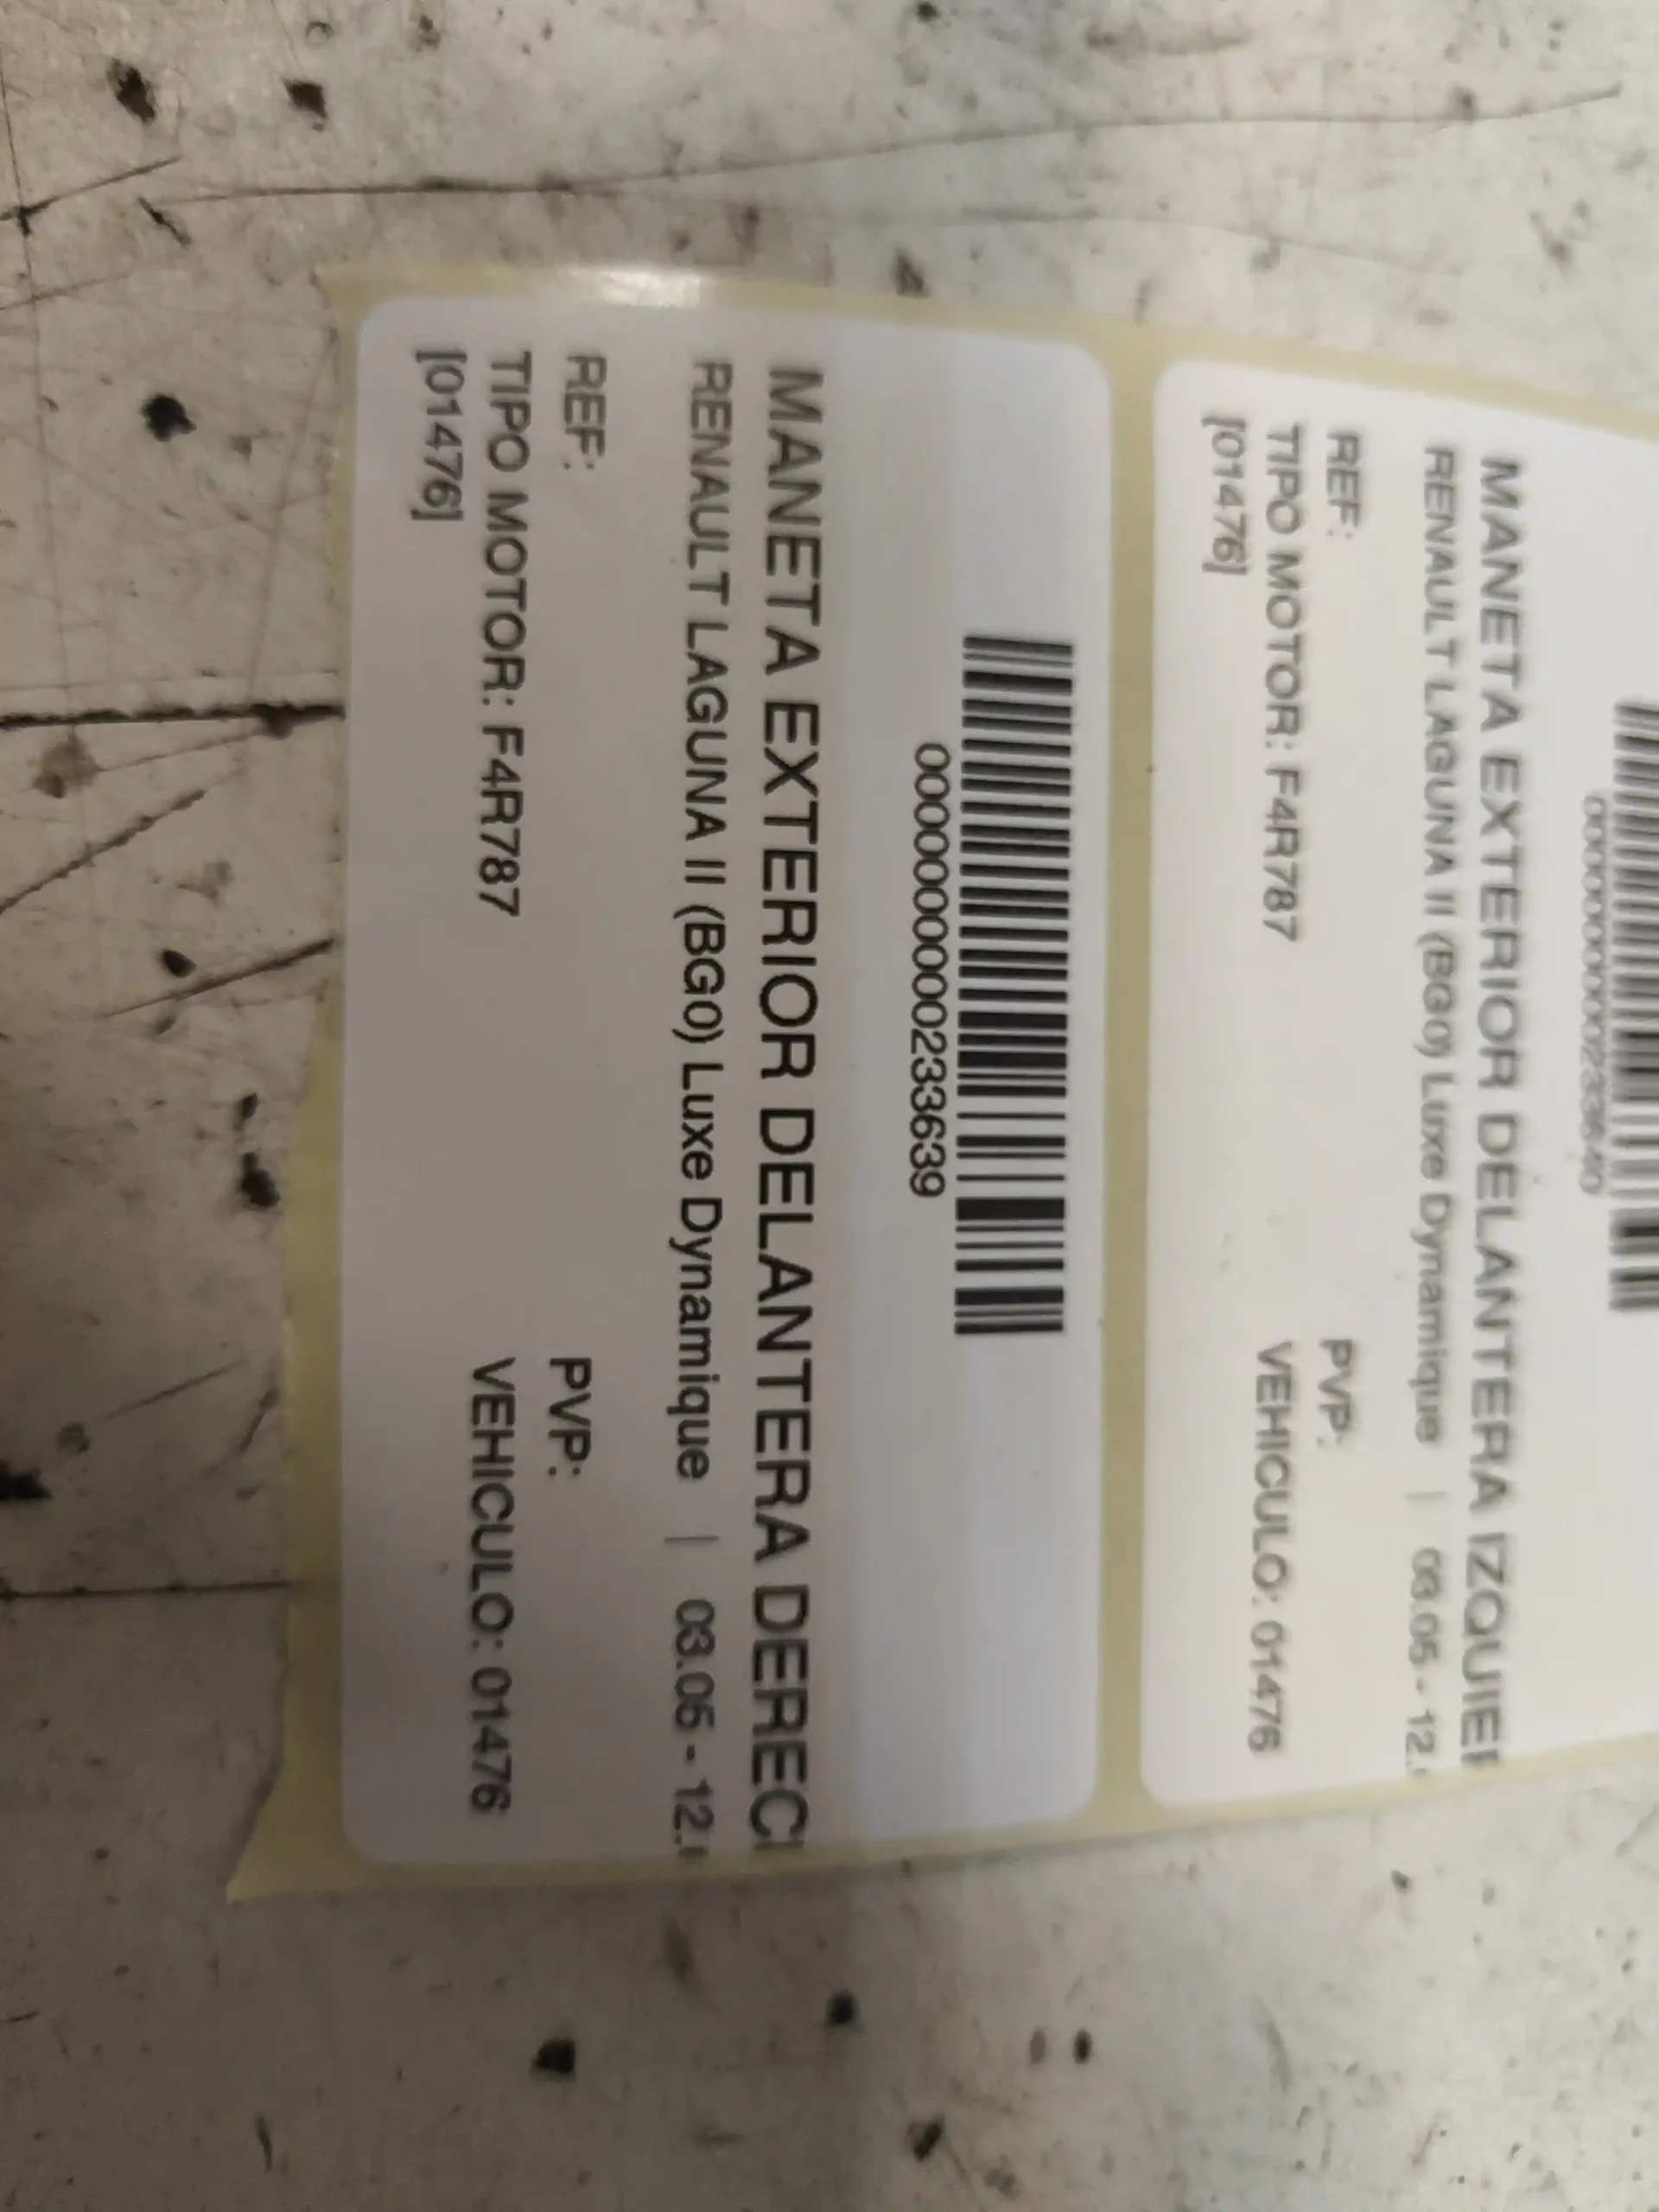 0000000000233639
MANETA EXTERIOR DELANTERA DEREC
RENAULT LAGUNA II (BG0) Luxe Dynamique | 03.05 - 12.
REF:
PVP:
TIPO MOTOR: F4R787
VEHICULO: 01476
[01476]
0000000000233640
MANETA EXTERIOR DELANTERA IZQUIE
RENAULT LAGUNA II (BG0) Luxe Dynamique | 03.05 - 12.
REF:
PVP:
TIPO MOTOR: F4R787
VEHICULO: 01476
[01476]